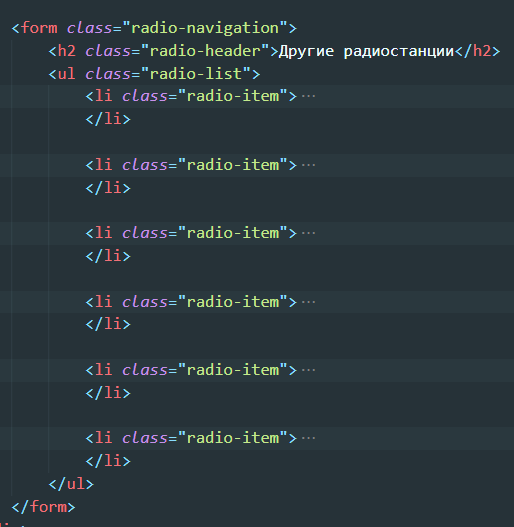 <form class="radio-navigation">
<h2 class="radio-header">Другие радиостанции</h2>
<ul class="radio-list">
<li class="radio-item">···
</li>
<li class="radio-item">···
</li>
<li class="radio-item">···
</li>
<li class="radio-item">···
</li>
<li class="radio-item">···
</li>
<li class="radio-item">···
</li>
</ul>
</form>